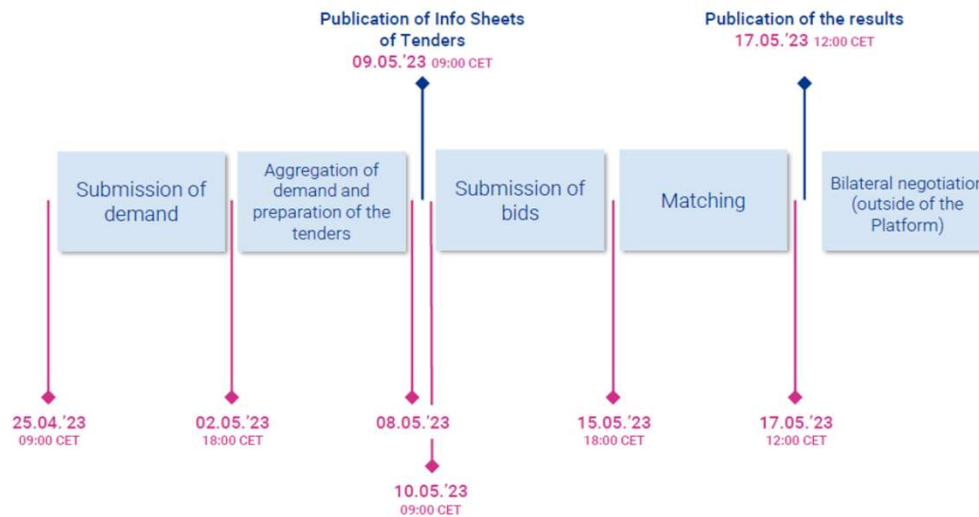 Publication of Info Sheets
of Tenders
09.05.'23 09:00 CET
Publication of the results
17.05.'23 12:00 CET
Submission of
demand
Aggregation of
demand and
preparation of the
tenders
Submission of
bids
Matching
Bilateral negotiation
(outside of the
Platform)
25.04.'23
09:00 CET
02.05.'23
18:00 CET
08.05.'23
10.05.'23
09:00 CET
15.05.'23
18:00 CET
17.05.'23
12:00 CET